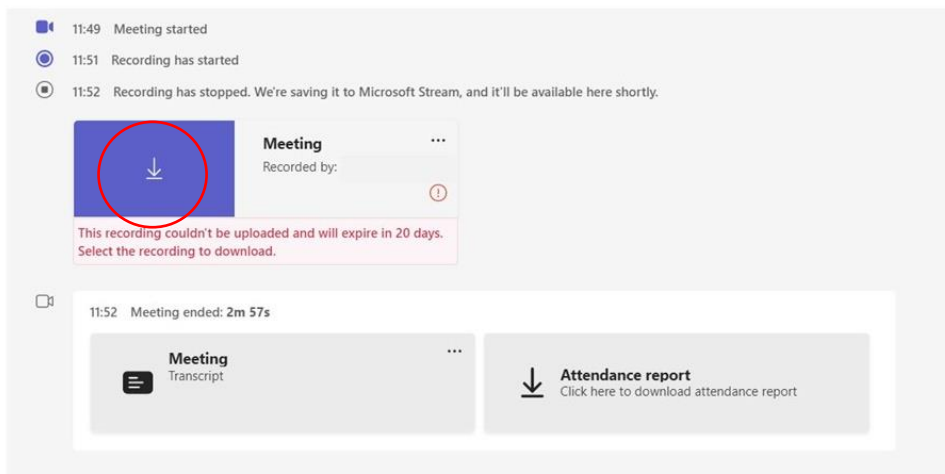 11:49 Meeting started
11:51 Recording has started
11:52 Recording has stopped. We're saving it to Microsoft Stream, and it'll be available here shortly.
Meeting
Recorded by:
This recording couldn't be uploaded and will expire in 20 days.
Select the recording to download.
11:52 Meeting ended: 2m 57s
Meeting
Transcript
Attendance report
Click here to download attendance report